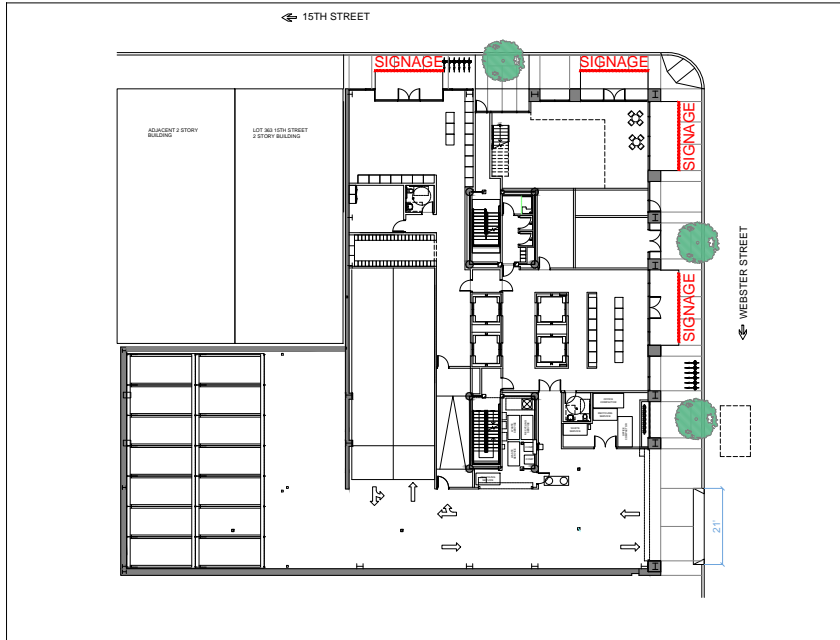 15TH STREET
SIGNAGE
SIGNAGE
ADJACENT 2 STORY
BUILDING
LOT 363 15TH STREET
2 STORY BUILDING
SIGNAGE
WEBSTER STREET
SIGNAGE
21'